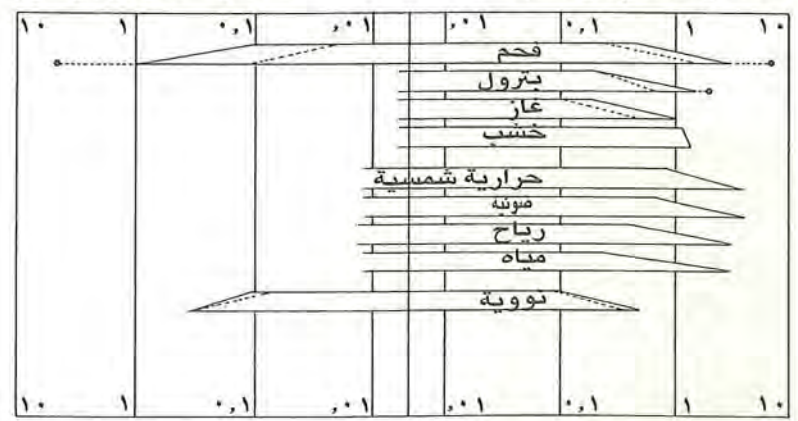 ١٠ ١ ٠,١ ٠,٠١ ٠,٠١ ٠,١ ١ ١٠
فحم
بترول
غاز
خشب
حرارية شمسية
ضوئية
رياح
مياه
نووية
١٠ ١ ٠,١ ٠,٠١ ٠,٠١ ٠,١ ١ ١٠